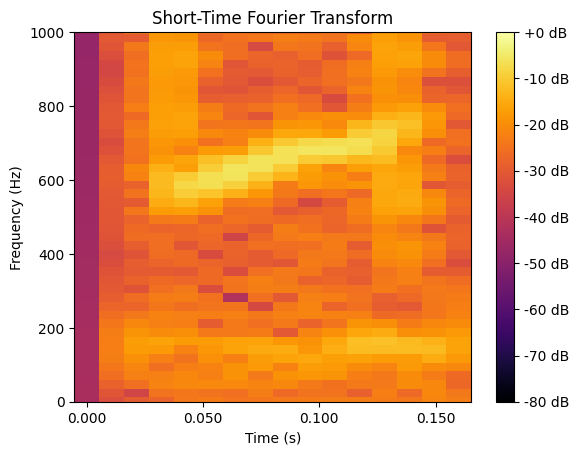 Short-Time Fourier Transform
1000
800
600
400
200
0
Frequency (Hz)
0.000
0.050
0.100
0.150
Time (s)
+0 dB
-10 dB
-20 dB
-30 dB
-40 dB
-50 dB
-60 dB
-70 dB
-80 dB